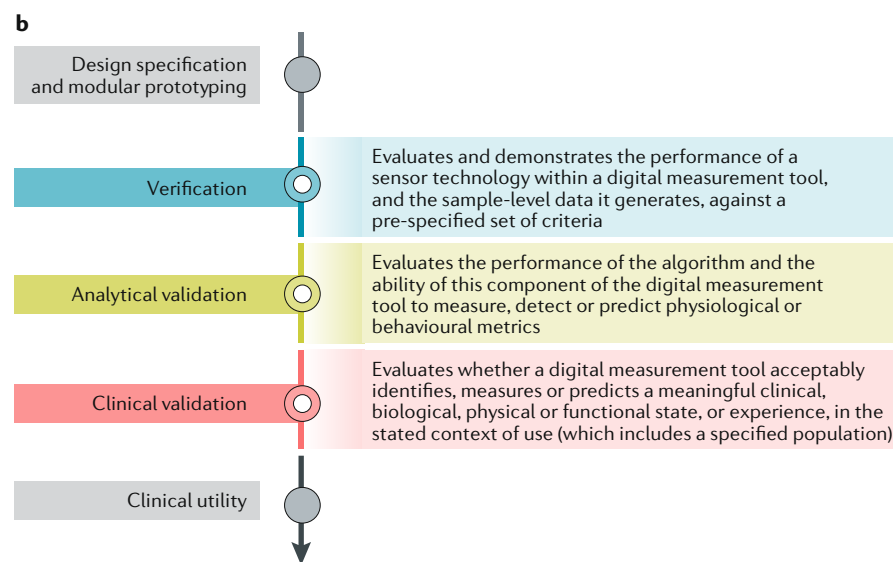 b
Design specification
and modular prototyping
Verification
Evaluates and demonstrates the performance of a
sensor technology within a digital measurement tool,
and the sample-level data it generates, against a
pre-specified set of criteria
Analytical validation
Evaluates the performance of the algorithm and the
ability of this component of the digital measurement
tool to measure, detect or predict physiological or
behavioural metrics
Clinical validation
Evaluates whether a digital measurement tool acceptably
identifies, measures or predicts a meaningful clinical,
biological, physical or functional state, or experience, in the
stated context of use (which includes a specified population)
Clinical utility